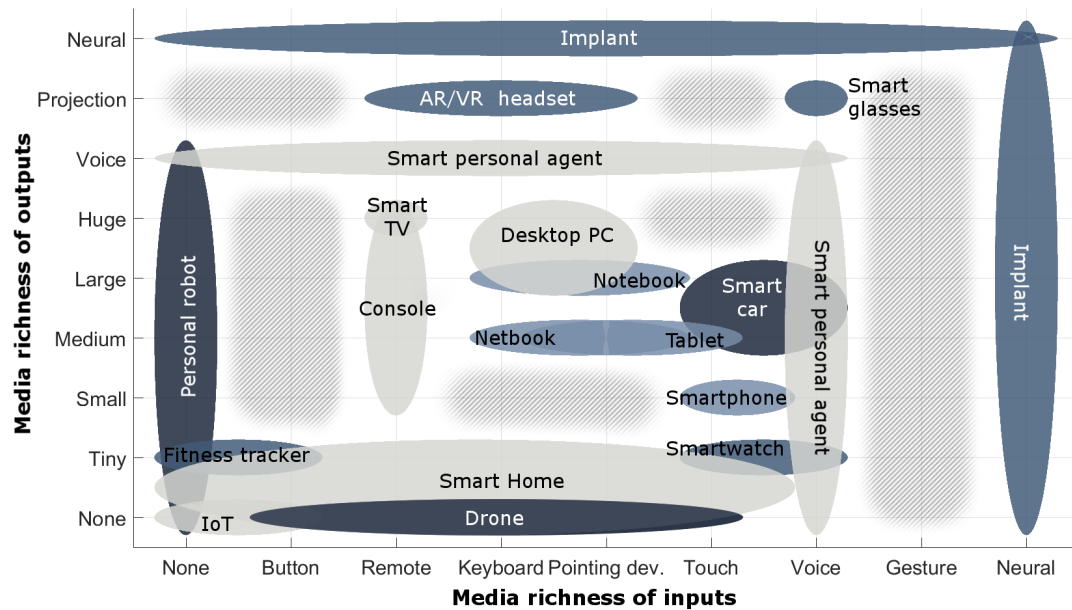 Neural
Implant
Projection
AR/VR headset
Smart
glasses
Voice
Smart personal agent
Huge
Smart
TV
Desktop PC
Large
Notebook
Smart
car
Console
Medium
Netbook
Tablet
Small
Smartphone
Personal robot
Smart personal agent
Implant
Tiny
Fitness tracker
Smartwatch
Smart Home
None
IoT
Drone
Media richness of outputs
None
Button
Remote
Keyboard
Pointing dev.
Touch
Voice
Gesture
Neural
Media richness of inputs